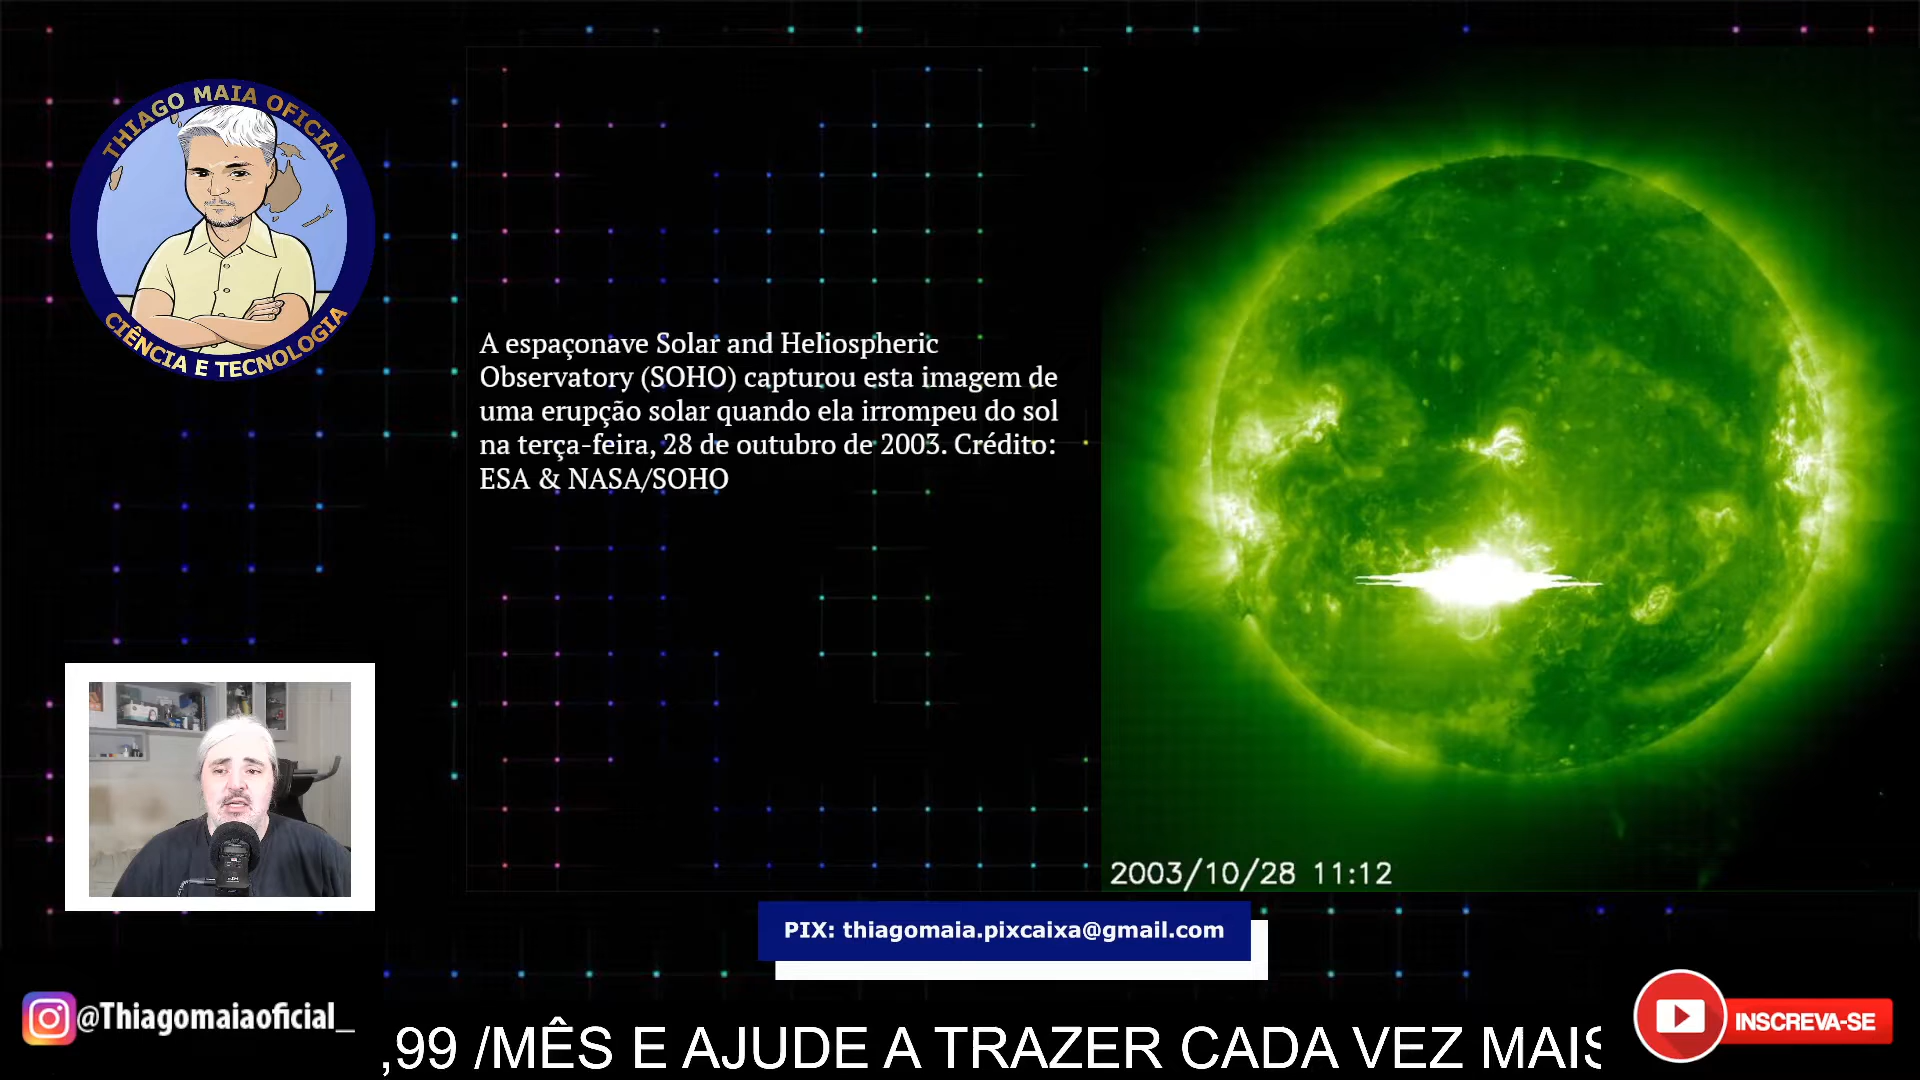 THIAGO MAIA OFICIAL
CIÊNCIA E TECNOLOGIA
A espaçonave Solar and Heliospheric
Observatory (SOHO) capturou esta imagem de
uma erupção solar quando ela irrompeu do sol
na terça-feira, 28 de outubro de 2003. Crédito:
ESA & NASA/SOHO
2003/10/28 11:12
PIX: thiagomaia.pixcaixa@gmail.com
@Thiagomaiaoficial_
,99 /MÊS E AJUDE A TRAZER CADA VEZ MAIS
INSCREVA-SE